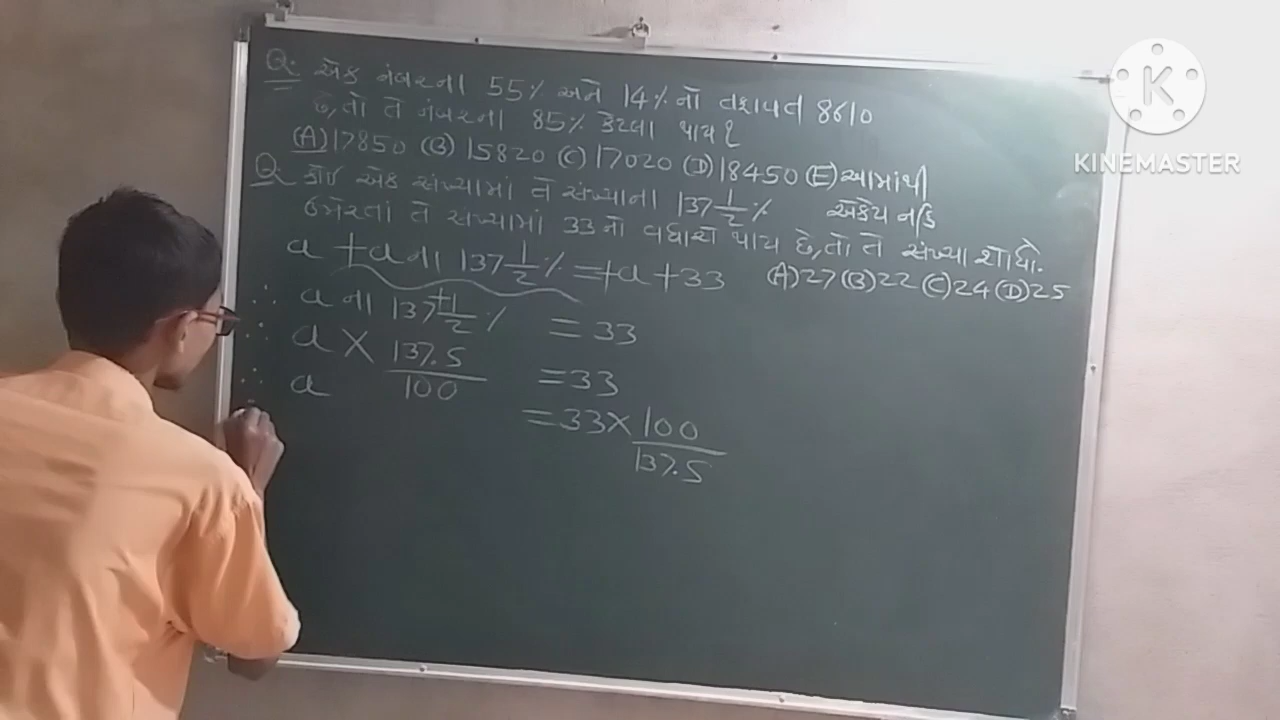 Q. એક નંબરના 55% અને 14% નો તફાવત 8610
છે, તો તે નંબરના 85% કેટલા થાય?
(A) 17850 (B) 15820 (C) 17020 (D) 18450 (E) આમાંથી
એકેય નહિ
Q કોઈ એક સંખ્યામાં તે સંખ્યાના 137 1/2 %
ઉમેરતાં તે સંખ્યામાં 33 નો વધારો થાય છે, તો તે સંખ્યા શોધો.
(A) 27 (B) 22 (C) 24 (D) 25
a + a ના 137 1/2 % = +a + 33
∴ a ના 137 +1/2 % = 33
∴ a × 137.5/100 = 33
∴ a = 33 × 100/137.5
K
KINEMASTER